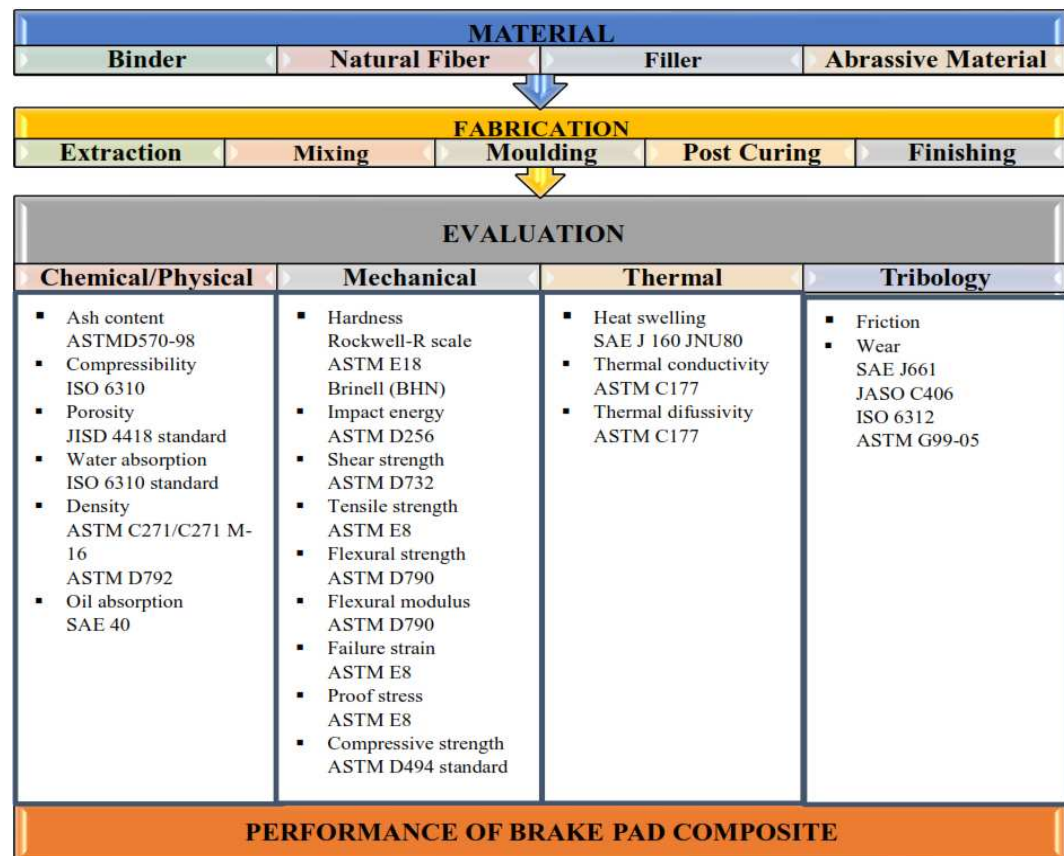 MATERIAL
Binder
Natural Fiber
Filler
Abrassive Material
FABRICATION
Extraction
Mixing
Moulding
Post Curing
Finishing
EVALUATION
Chemical/Physical
Mechanical
Thermal
Tribology
▪ Ash content
ASTMD570-98
▪ Compressibility
ISO 6310
▪ Porosity
JISD 4418 standard
▪ Water absorption
ISO 6310 standard
▪ Density
ASTM C271/C271 M-
16
ASTM D792
▪ Oil absorption
SAE 40
▪ Hardness
Rockwell-R scale
ASTM E18
Brinell (BHN)
▪ Impact energy
ASTM D256
▪ Shear strength
ASTM D732
▪ Tensile strength
ASTM E8
▪ Flexural strength
ASTM D790
▪ Flexural modulus
ASTM D790
▪ Failure strain
ASTM E8
▪ Proof stress
ASTM E8
▪ Compressive strength
ASTM D494 standard
▪ Heat swelling
SAE J 160 JNU80
▪ Thermal conductivity
ASTM C177
▪ Thermal difussivity
ASTM C177
▪ Friction
▪ Wear
SAE J661
JASO C406
ISO 6312
ASTM G99-05
PERFORMANCE OF BRAKE PAD COMPOSITE